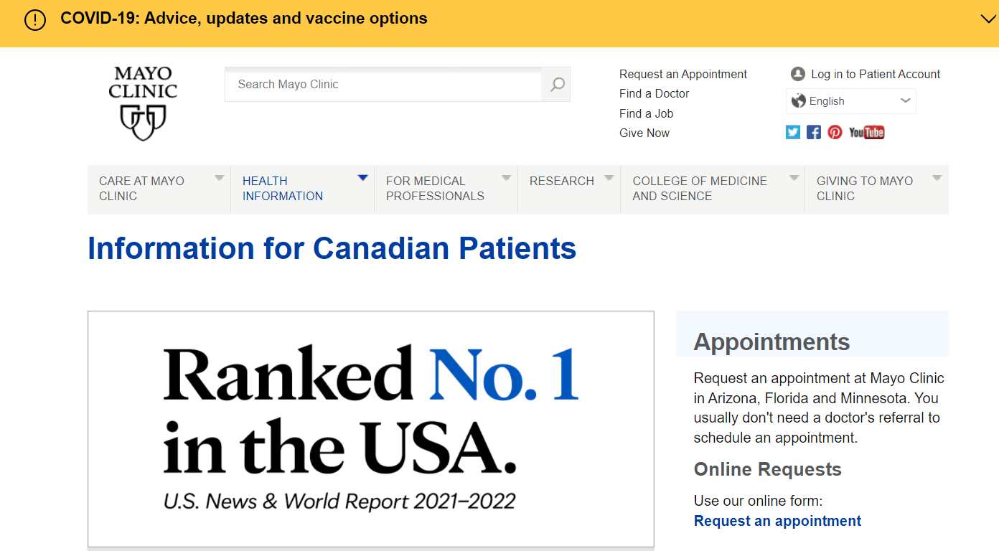 COVID-19: Advice, updates and vaccine options
MAYO
CLINIC
Search Mayo Clinic
Request an Appointment
Find a Doctor
Find a Job
Give Now
Log in to Patient Account
English
YouTube
CARE AT MAYO
CLINIC
HEALTH
INFORMATION
FOR MEDICAL
PROFESSIONALS
RESEARCH
COLLEGE OF MEDICINE
AND SCIENCE
GIVING TO MAYO
CLINIC
Information for Canadian Patients
Ranked No. 1
in the USA.
U.S. News & World Report 2021–2022
Appointments
Request an appointment at Mayo Clinic
in Arizona, Florida and Minnesota. You
usually don't need a doctor's referral to
schedule an appointment.
Online Requests
Use our online form:
Request an appointment